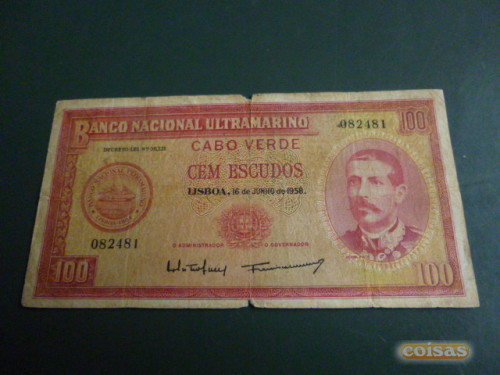 BANCO NACIONAL ULTRAMARINO
082481
100
CABO VERDE
CEM ESCUDOS
LISBOA, 16 de JUNHO de 1958.
082481
O ADMINISTRADOR
O GOVERNADOR
100
100
coisas